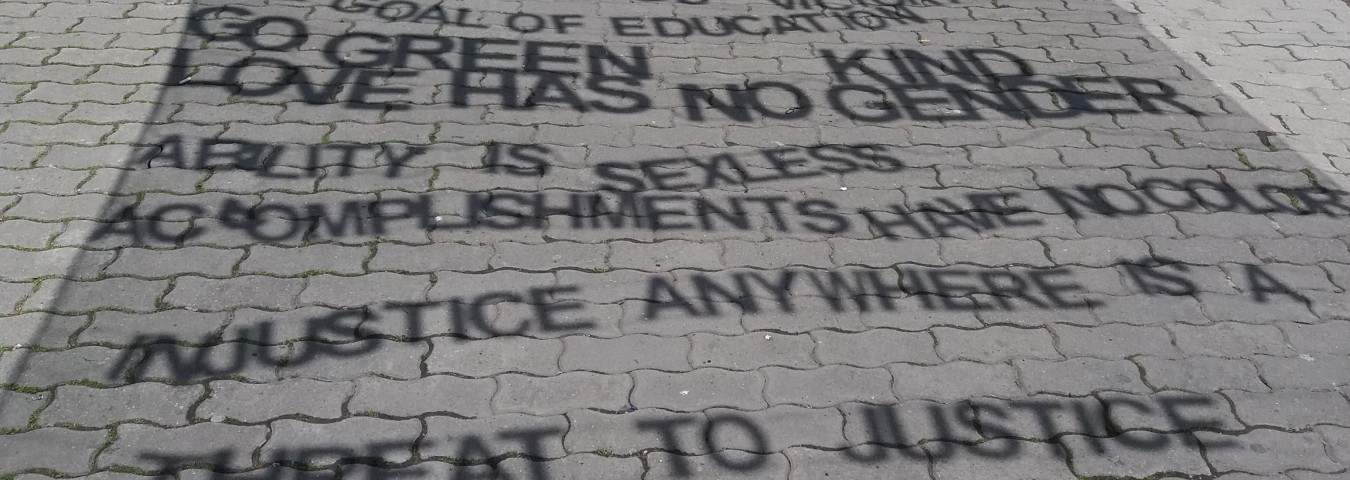 GOAL OF EDUCATION
GO GREEN KIND
LOVE HAS NO GENDER
ABILITY IS SEXLESS
ACCOMPLISHMENTS HAVE NO COLOR
INJUSTICE ANYWHERE IS A
THREAT TO JUSTICE